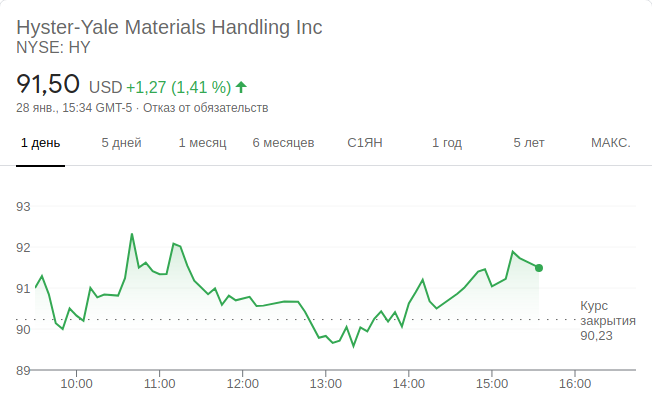 Hyster-Yale Materials Handling Inc
NYSE: HY
91,50 USD +1,27 (1,41 %)
28 янв., 15:34 GMT-5 · Отказ от обязательств
1 день 5 дней 1 месяц 6 месяцев С1ЯН 1 год 5 лет МАКС.
93
92
91
90
89
Курс
закрытия
90,23
10:00 11:00 12:00 13:00 14:00 15:00 16:00